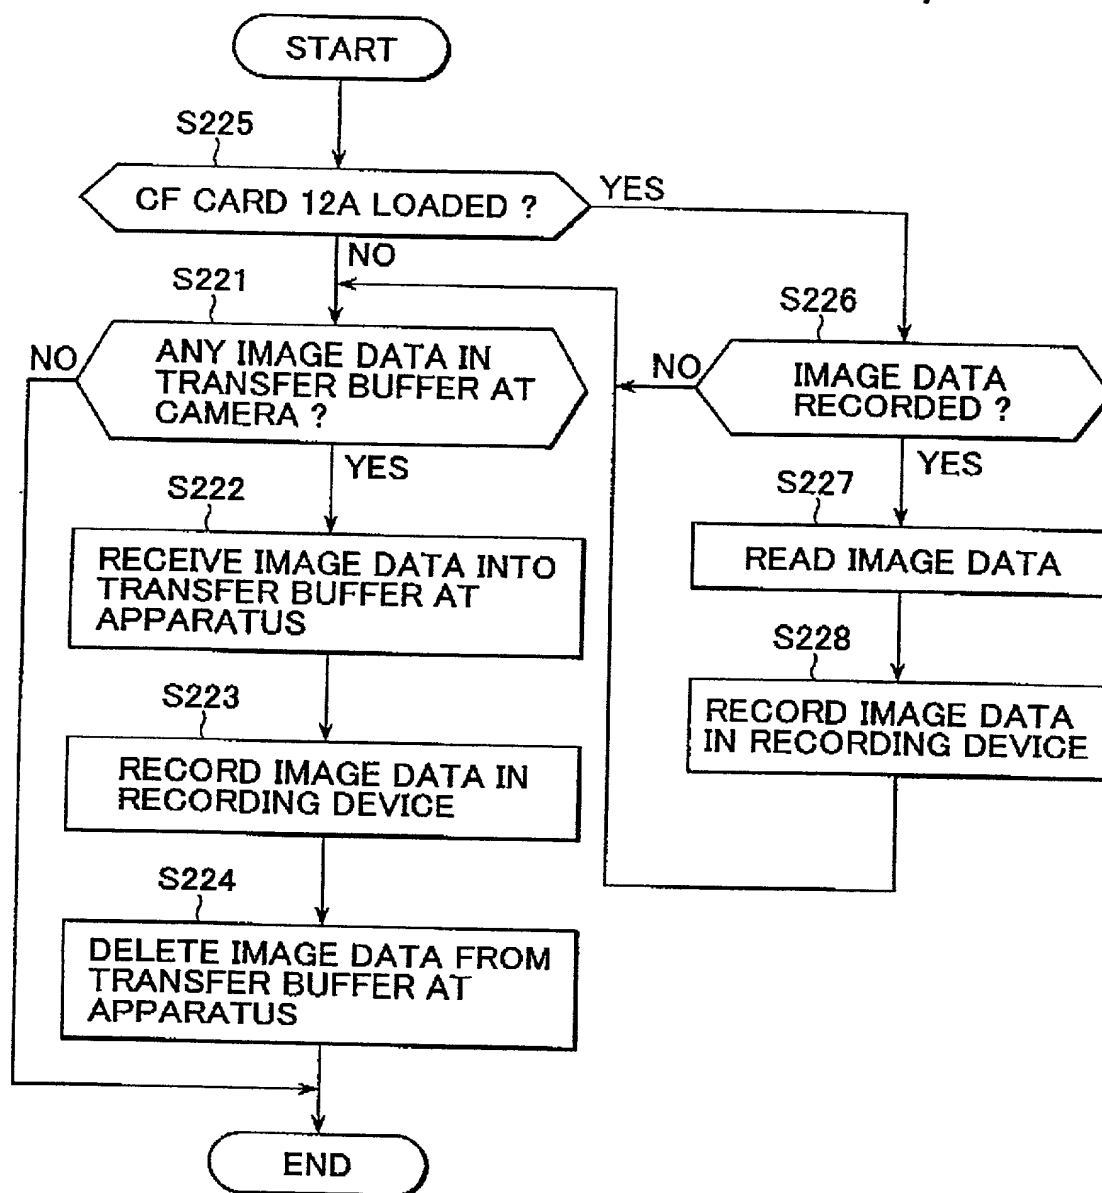 START
S225
CF CARD 12A LOADED ?
YES
NO
S221
NO
ANY IMAGE DATA IN
TRANSFER BUFFER AT
CAMERA ?
YES
S226
NO
IMAGE DATA
RECORDED ?
YES
S222
RECEIVE IMAGE DATA INTO
TRANSFER BUFFER AT
APPARATUS
S227
READ IMAGE DATA
S223
RECORD IMAGE DATA IN
RECORDING DEVICE
S228
RECORD IMAGE DATA
IN RECORDING DEVICE
S224
DELETE IMAGE DATA FROM
TRANSFER BUFFER AT
APPARATUS
END